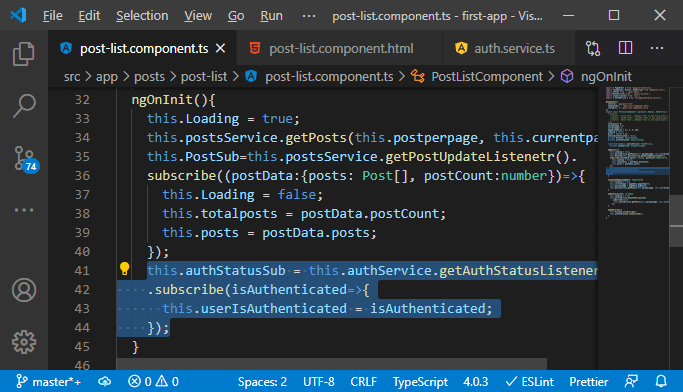 File Edit Selection View Go Run ··· post-list.component.ts - first-app - Vis...
post-list.component.ts post-list.component.html auth.service.ts ···
src > app > posts > post-list > post-list.component.ts > PostListComponent > ngOnInit
32 ngOnInit(){
33 this.Loading = true;
34 this.postsService.getPosts(this.postperpage, this.currentpa
35 this.PostSub=this.postsService.getPostUpdateListenetr().
36 subscribe((postData:{posts: Post[], postCount:number})=>{
37 this.Loading = false;
38 this.totalposts = postData.postCount;
39 this.posts = postData.posts;
40 });
41 this.authStatusSub = this.authService.getAuthStatusListener
42 .subscribe(isAuthenticated=>{
43 this.userIsAuthenticated = isAuthenticated;
44 });
45 }
46
74
master*+ 0 0 Spaces: 2 UTF-8 CRLF TypeScript 4.0.3 ESLint Prettier